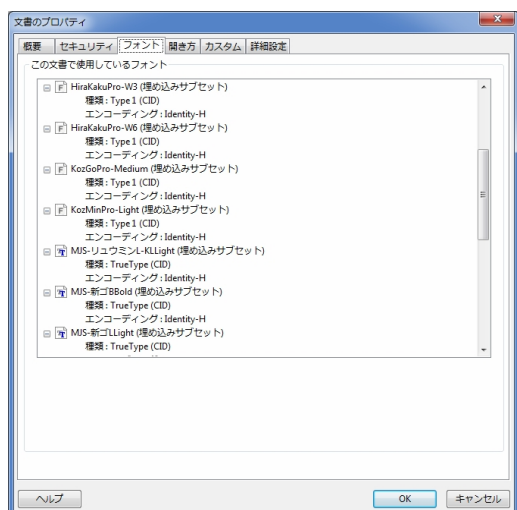 文書のプロパティ
概要 セキュリティ フォント 開き方 カスタム 詳細設定
この文書で使用しているフォント
HiraKakuPro-W3 (埋め込みサブセット)
種類 : Type 1 (CID)
エンコーディング : Identity-H
HiraKakuPro-W6 (埋め込みサブセット)
種類 : Type 1 (CID)
エンコーディング : Identity-H
KozGoPro-Medium (埋め込みサブセット)
種類 : Type 1 (CID)
エンコーディング : Identity-H
KozMinPro-Light (埋め込みサブセット)
種類 : Type 1 (CID)
エンコーディング : Identity-H
MJS-リュウミンL-KLLight (埋め込みサブセット)
種類 : TrueType (CID)
エンコーディング : Identity-H
MJS-新ゴBBold (埋め込みサブセット)
種類 : TrueType (CID)
エンコーディング : Identity-H
MJS-新ゴLLight (埋め込みサブセット)
種類 : TrueType (CID)
ヘルプ OK キャンセル